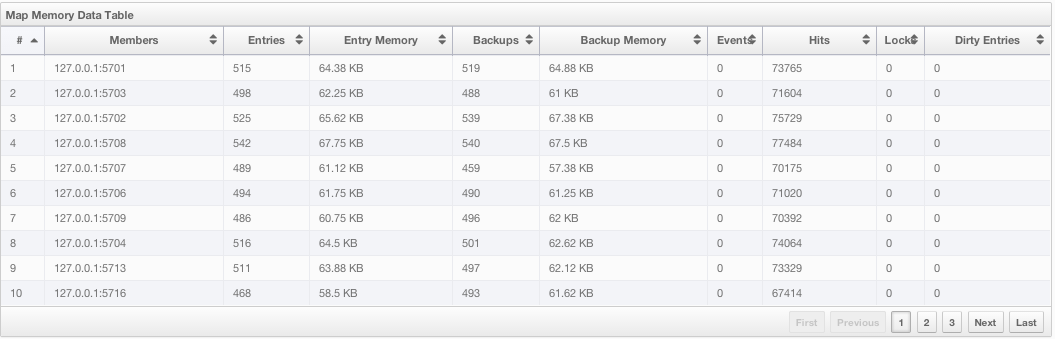 Map Memory Data Table
# Members Entries Entry Memory Backups Backup Memory Events Hits Locks Dirty Entries
1 127.0.0.1:5701 515 64.38 KB 519 64.88 KB 0 73765 0 0
2 127.0.0.1:5703 498 62.25 KB 488 61 KB 0 71604 0 0
3 127.0.0.1:5702 525 65.62 KB 539 67.38 KB 0 75729 0 0
4 127.0.0.1:5708 542 67.75 KB 540 67.5 KB 0 77484 0 0
5 127.0.0.1:5707 489 61.12 KB 459 57.38 KB 0 70175 0 0
6 127.0.0.1:5706 494 61.75 KB 490 61.25 KB 0 71020 0 0
7 127.0.0.1:5709 486 60.75 KB 496 62 KB 0 70392 0 0
8 127.0.0.1:5704 516 64.5 KB 501 62.62 KB 0 74064 0 0
9 127.0.0.1:5713 511 63.88 KB 497 62.12 KB 0 73329 0 0
10 127.0.0.1:5716 468 58.5 KB 493 61.62 KB 0 67414 0 0
First Previous 1 2 3 Next Last